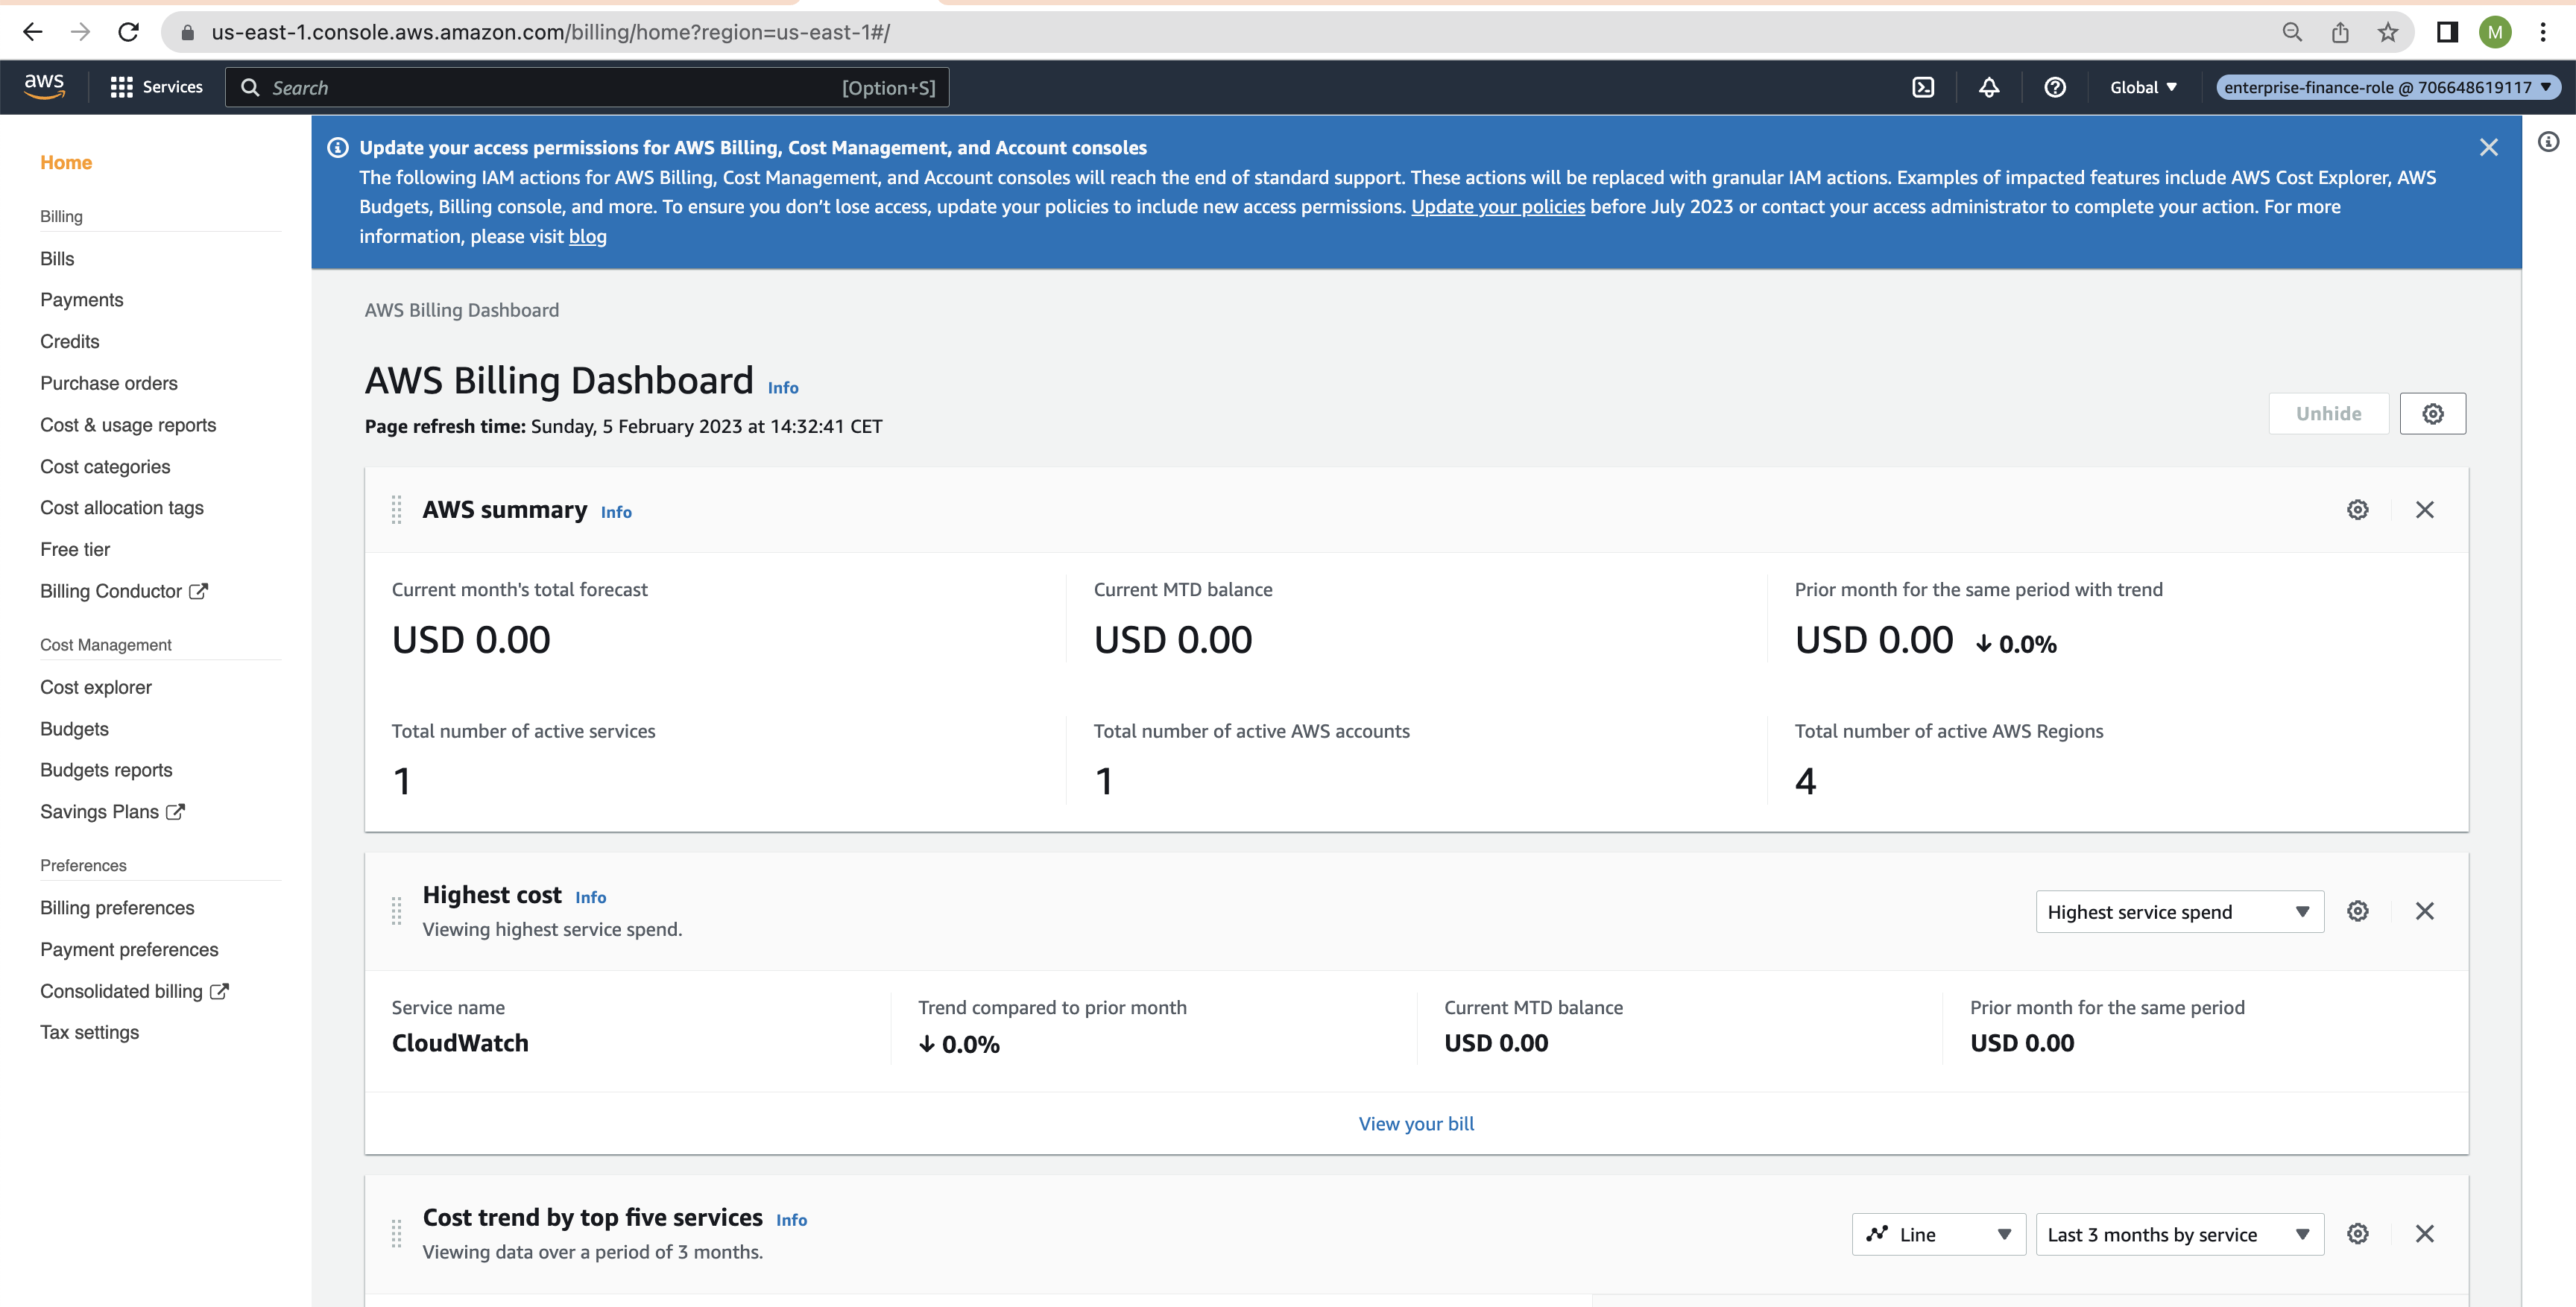 us-east-1.console.aws.amazon.com/billing/home?region=us-east-1#/
M
aws
Services
Search
[Option+S]
Global
enterprise-finance-role @ 706648619117
Home
Billing
Bills
Payments
Credits
Purchase orders
Cost & usage reports
Cost categories
Cost allocation tags
Free tier
Billing Conductor
Cost Management
Cost explorer
Budgets
Budgets reports
Savings Plans
Preferences
Billing preferences
Payment preferences
Consolidated billing
Tax settings
Update your access permissions for AWS Billing, Cost Management, and Account consoles
The following IAM actions for AWS Billing, Cost Management, and Account consoles will reach the end of standard support. These actions will be replaced with granular IAM actions. Examples of impacted features include AWS Cost Explorer, AWS
Budgets, Billing console, and more. To ensure you don’t lose access, update your policies to include new access permissions. Update your policies before July 2023 or contact your access administrator to complete your action. For more
information, please visit blog
AWS Billing Dashboard
AWS Billing Dashboard Info
Page refresh time: Sunday, 5 February 2023 at 14:32:41 CET
Unhide
AWS summary Info
Current month's total forecast
USD 0.00
Current MTD balance
USD 0.00
Prior month for the same period with trend
USD 0.00 ↓ 0.0%
Total number of active services
1
Total number of active AWS accounts
1
Total number of active AWS Regions
4
Highest cost Info
Viewing highest service spend.
Highest service spend
Service name
CloudWatch
Trend compared to prior month
↓ 0.0%
Current MTD balance
USD 0.00
Prior month for the same period
USD 0.00
View your bill
Cost trend by top five services Info
Viewing data over a period of 3 months.
Line
Last 3 months by service